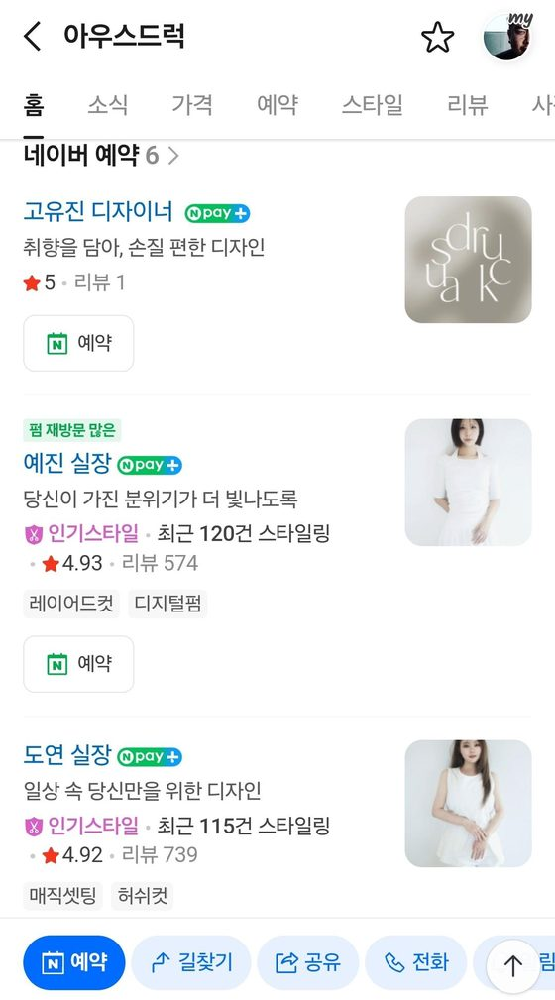 아우스드럭
my
홈 소식 가격 예약 스타일 리뷰
네이버 예약 6
고유진 디자이너 N pay +
취향을 담아, 손질 편한 디자인
5 · 리뷰 1
N 예약
sdru
uack
펌 재방문 많은
예진 실장 N pay +
당신이 가진 분위기가 더 빛나도록
인기스타일 · 최근 120건 스타일링
· 4.93 · 리뷰 574
레이어드컷 디지털펌
N 예약
도연 실장 N pay +
일상 속 당신만을 위한 디자인
인기스타일 · 최근 115건 스타일링
· 4.92 · 리뷰 739
매직셋팅 허쉬컷
N 예약 길찾기 공유 전화